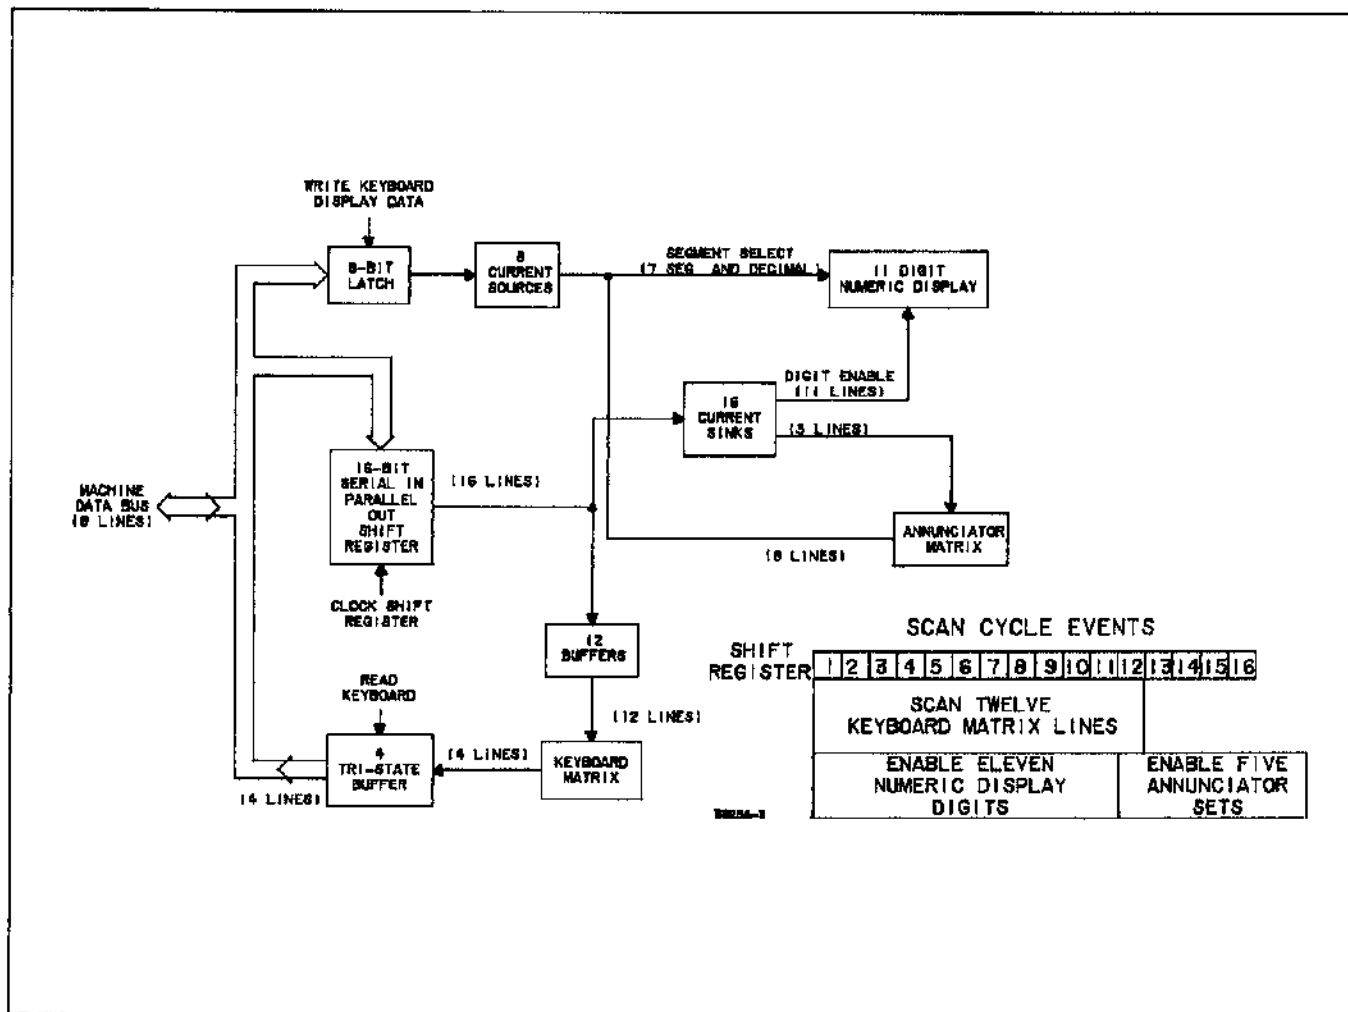 WRITE KEYBOARD
DISPLAY DATA
8-BIT
LATCH
8
CURRENT
SOURCES
SEGMENT SELECT
(7 SEG. AND DECIMAL)
11 DIGIT
NUMERIC DISPLAY
DIGIT ENABLE
(11 LINES)
16
CURRENT
SINKS
(5 LINES)
16-BIT
SERIAL IN
PARALLEL
OUT
SHIFT
REGISTER
(16 LINES)
MACHINE
DATA BUS
(8 LINES)
ANNUNCIATOR
MATRIX
(8 LINES)
CLOCK SHIFT
REGISTER
12
BUFFERS
READ
KEYBOARD
(12 LINES)
4
TRI-STATE
BUFFER
(4 LINES)
KEYBOARD
MATRIX
(4 LINES)
SCAN CYCLE EVENTS
SHIFT
REGISTER
1 2 3 4 5 6 7 8 9 10 11 12 13 14 15 16
SCAN TWELVE
KEYBOARD MATRIX LINES
ENABLE ELEVEN
NUMERIC DISPLAY
DIGITS
ENABLE FIVE
ANNUNCIATOR
SETS